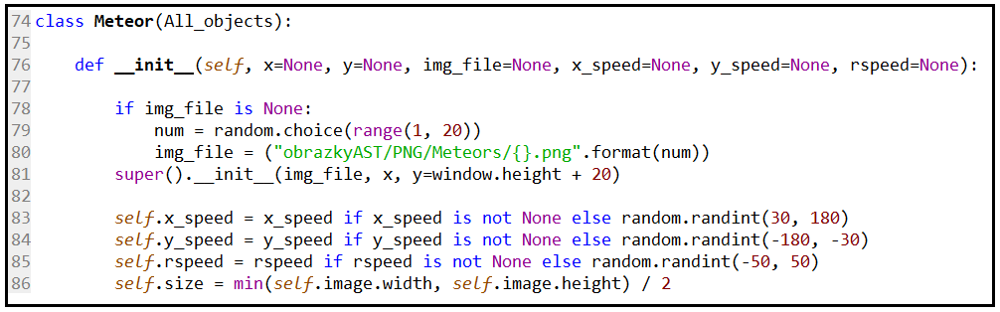 74 class Meteor(All_objects):
75
76     def __init__(self, x=None, y=None, img_file=None, x_speed=None, y_speed=None, rspeed=None):
77
78         if img_file is None:
79             num = random.choice(range(1, 20))
80             img_file = ("obrazkyAST/PNG/Meteors/{}.png".format(num))
81         super().__init__(img_file, x, y=window.height + 20)
82
83         self.x_speed = x_speed if x_speed is not None else random.randint(30, 180)
84         self.y_speed = y_speed if y_speed is not None else random.randint(-180, -30)
85         self.rspeed = rspeed if rspeed is not None else random.randint(-50, 50)
86         self.size = min(self.image.width, self.image.height) / 2